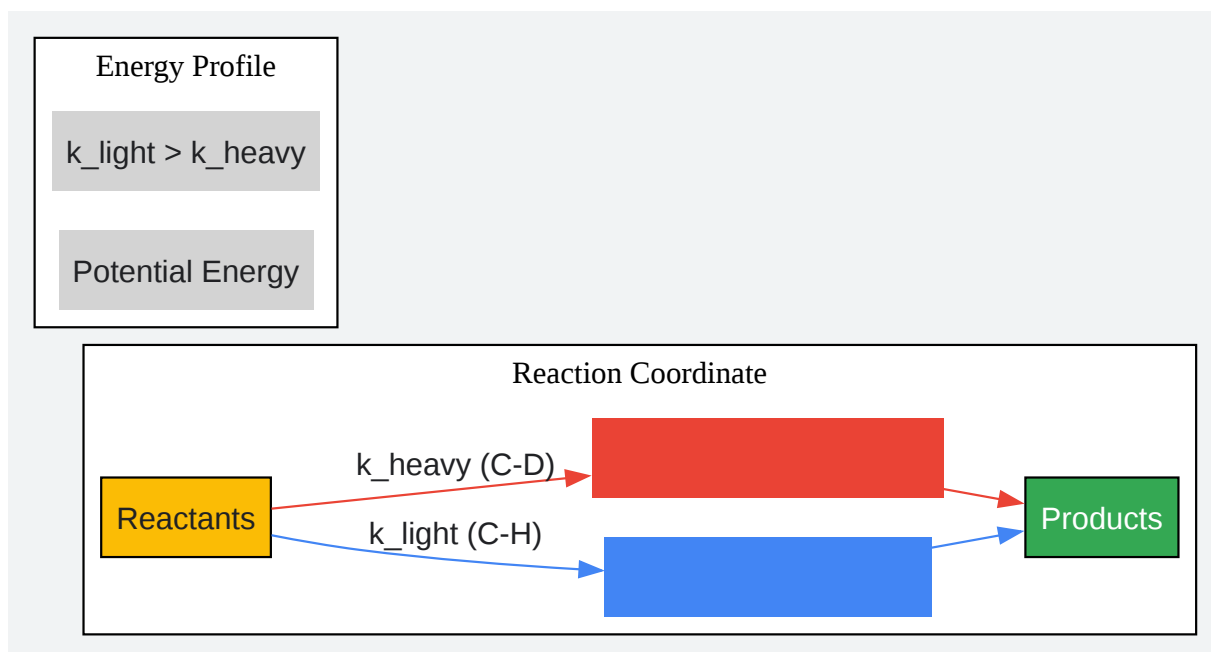 Energy Profile
k_light > k_heavy
Potential Energy
Reaction Coordinate
k_heavy (C-D)
Reactants
k_light (C-H)
Products